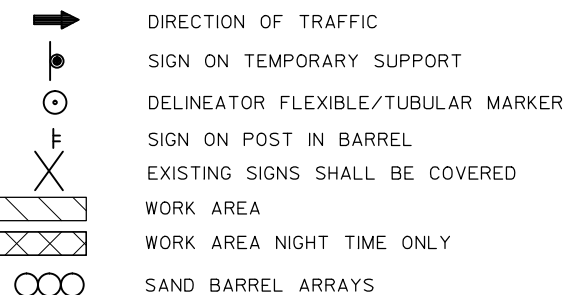 DIRECTION OF TRAFFIC
SIGN ON TEMPORARY SUPPORT
DELINEATOR FLEXIBLE/TUBULAR MARKER
SIGN ON POST IN BARREL
EXISTING SIGNS SHALL BE COVERED
WORK AREA
WORK AREA NIGHT TIME ONLY
SAND BARREL ARRAYS